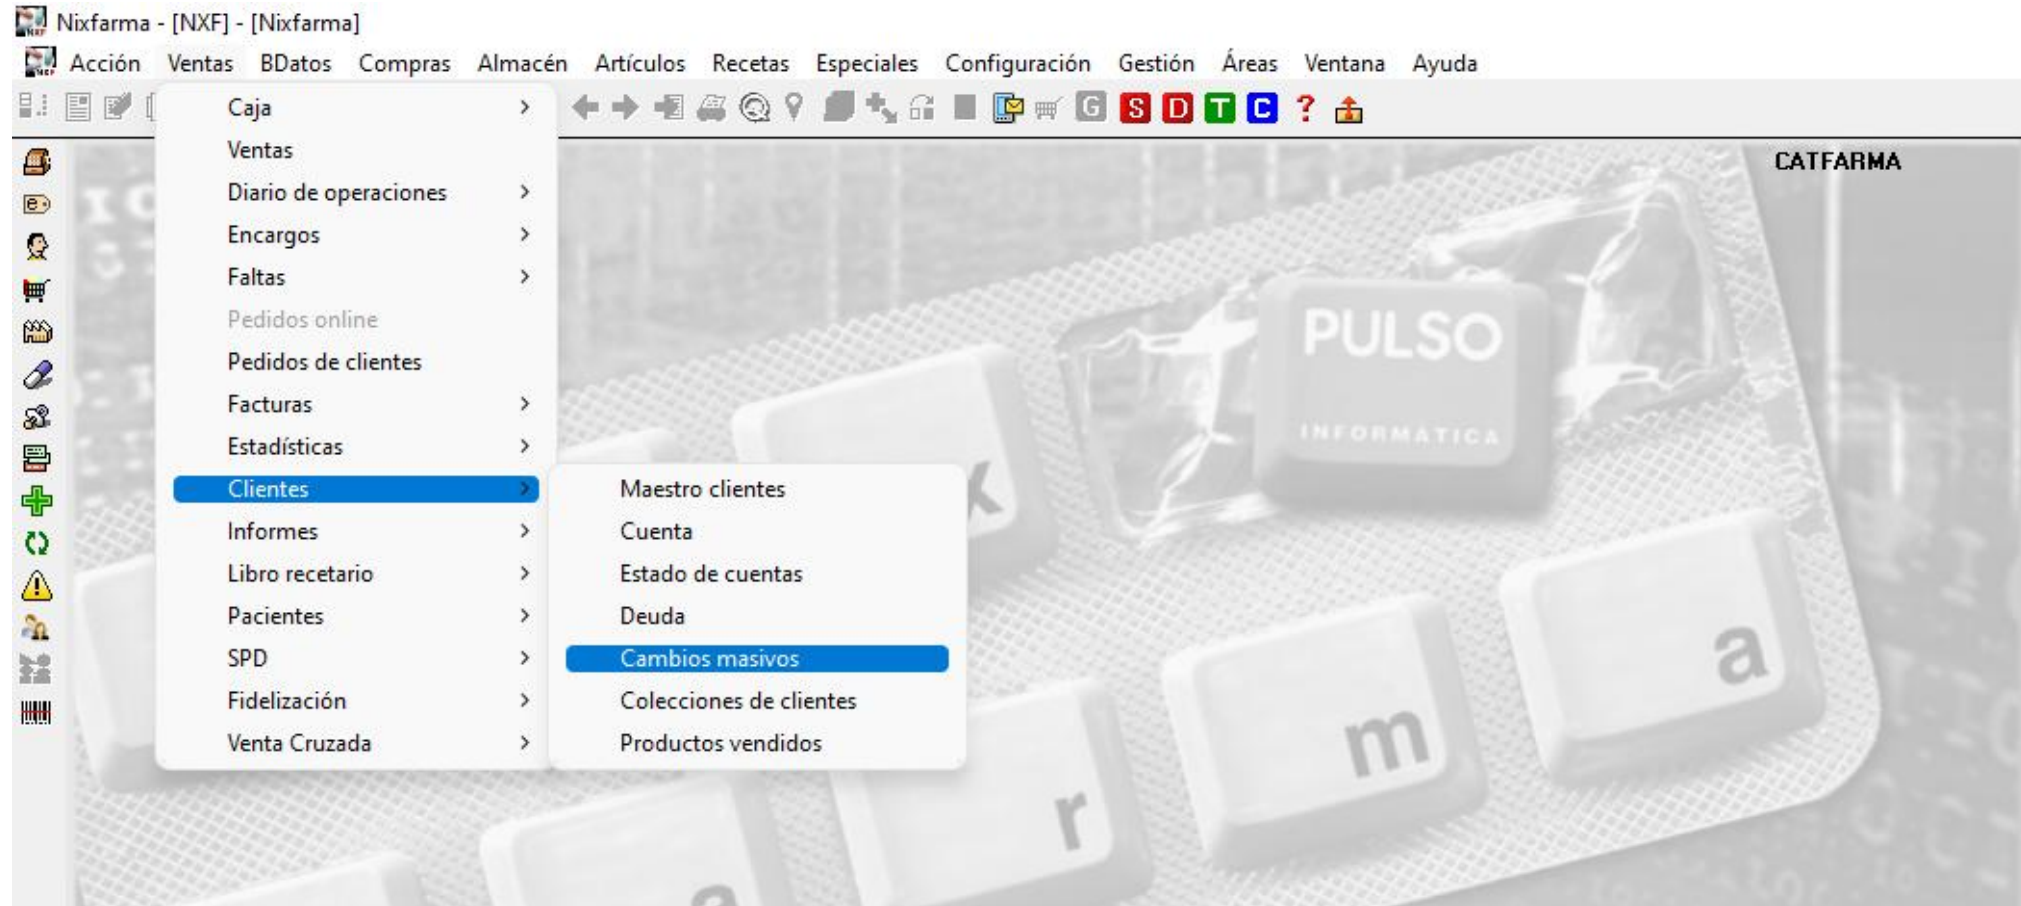 Nixfarma - [NXF] - [Nixfarma]
Acción Ventas BDatos Compras Almacén Artículos Recetas Especiales Configuración Gestión Áreas Ventana Ayuda
G S D T C ?
CATFARMA
Caja
Ventas
Diario de operaciones
Encargos
Faltas
Pedidos online
Pedidos de clientes
Facturas
Estadísticas
Clientes
Informes
Libro recetario
Pacientes
SPD
Fidelización
Venta Cruzada
Maestro clientes
Cuenta
Estado de cuentas
Deuda
Cambios masivos
Colecciones de clientes
Productos vendidos
PULSO
INFORMATICA
x
a
m
r
a